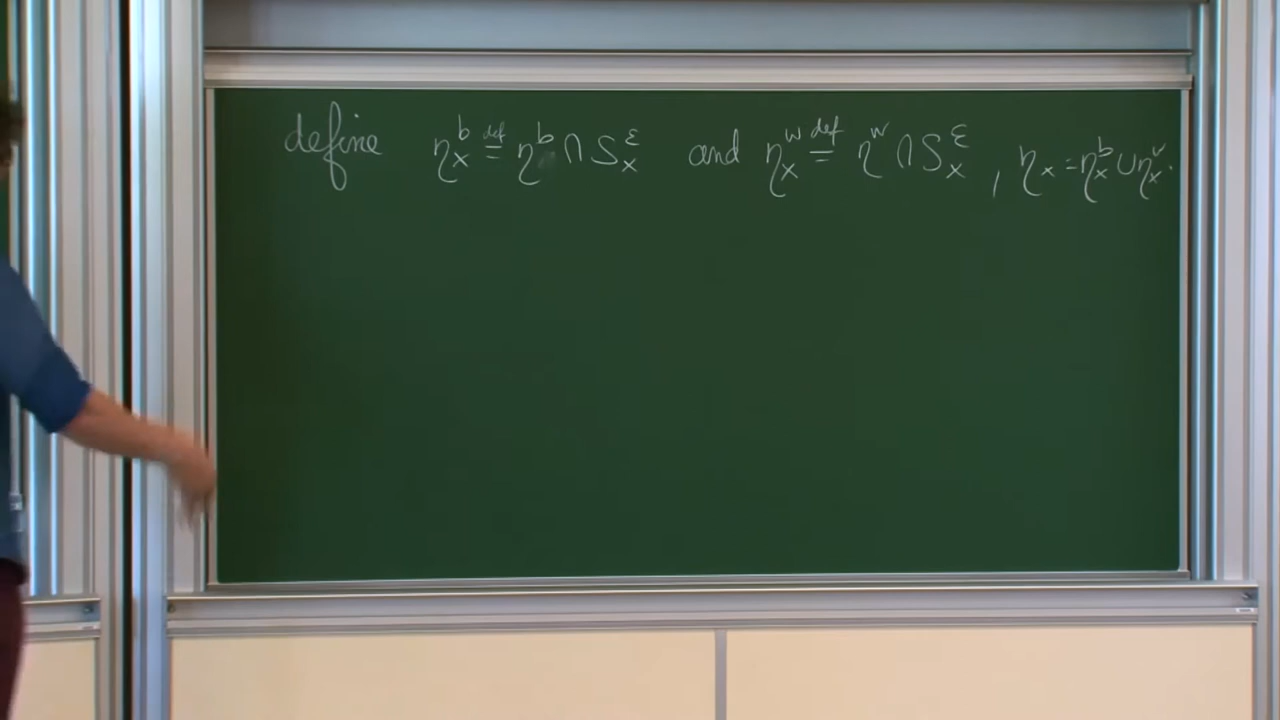 define η_x^b =^{def} η^b ∩ S_x^ε and η_x^w =^{def} η^w ∩ S_x^ε , η_x = η_x^b ∪ η_x^w.